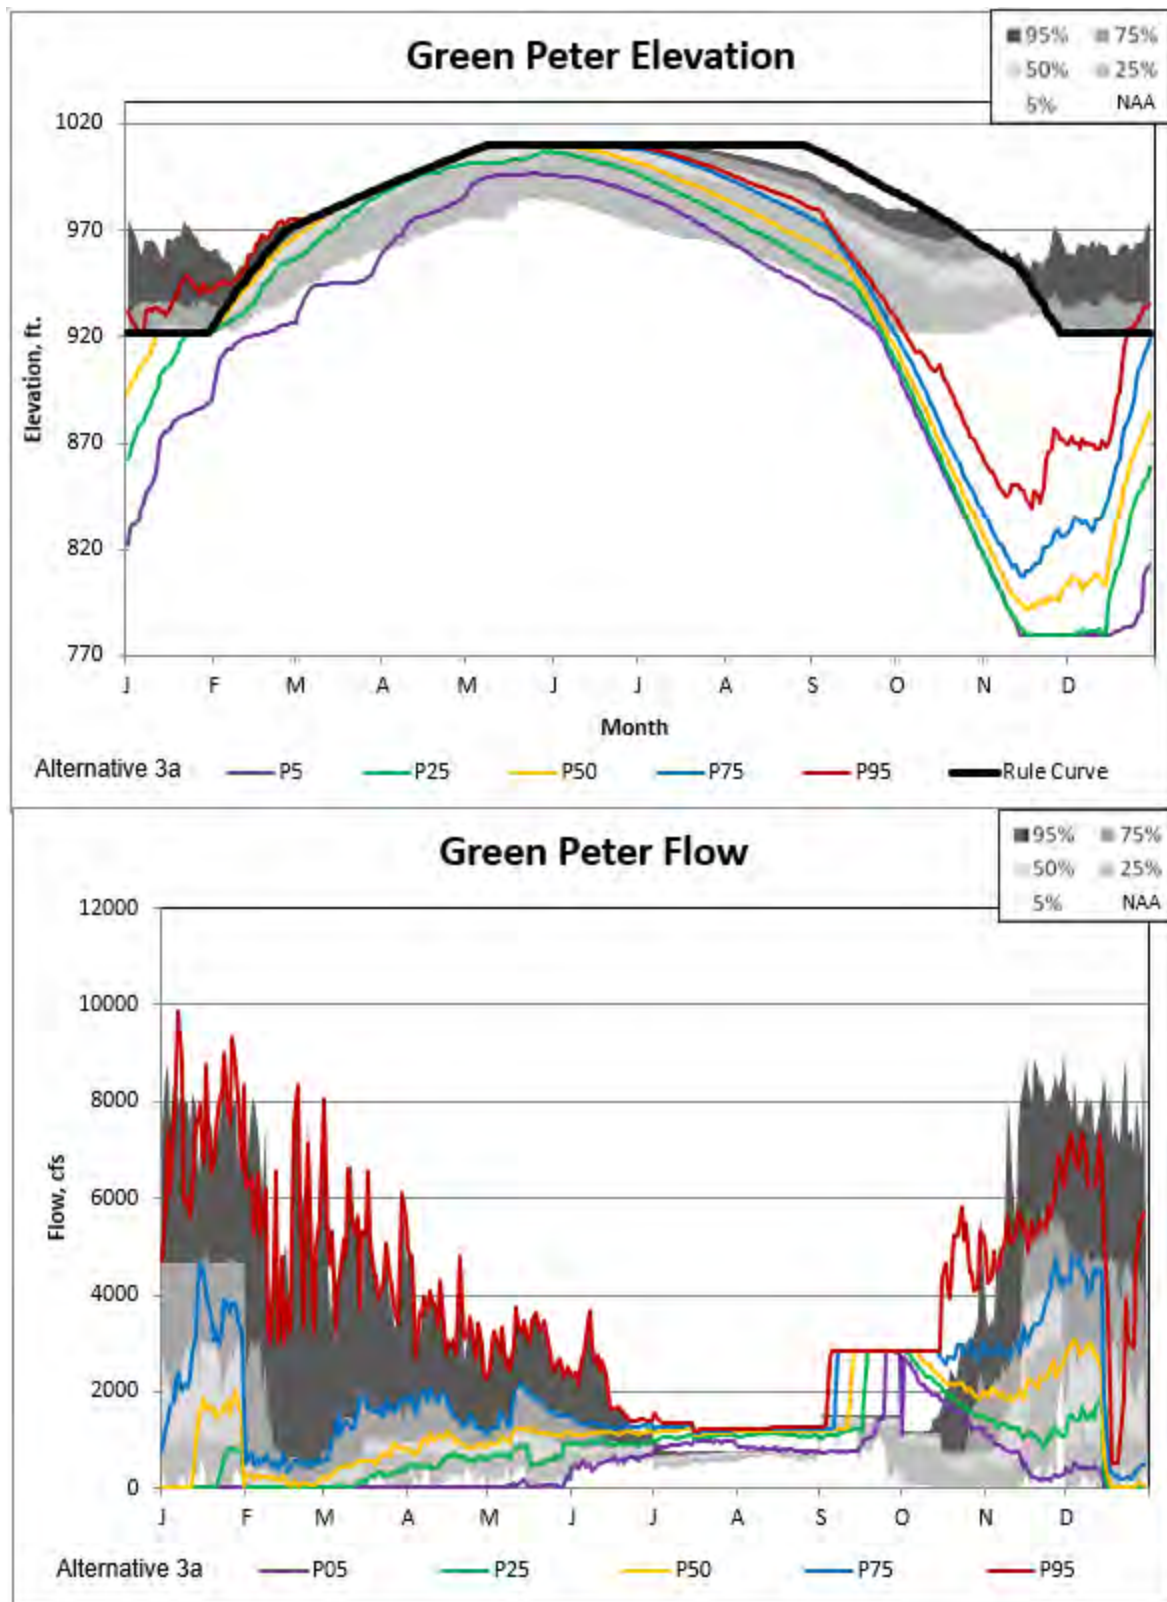 Green Peter Elevation
95% 75%
50% 25%
5% NAA
1020
970
920
870
820
770
Elevation, ft.
J F M A M J J A S O N D
Month
Alternative 3a P5 P25 P50 P75 P95 Rule Curve
Green Peter Flow
95% 75%
50% 25%
5% NAA
12000
10000
8000
6000
4000
2000
0
Flow, cfs
J F M A M J J A S O N D
Alternative 3a P05 P25 P50 P75 P95